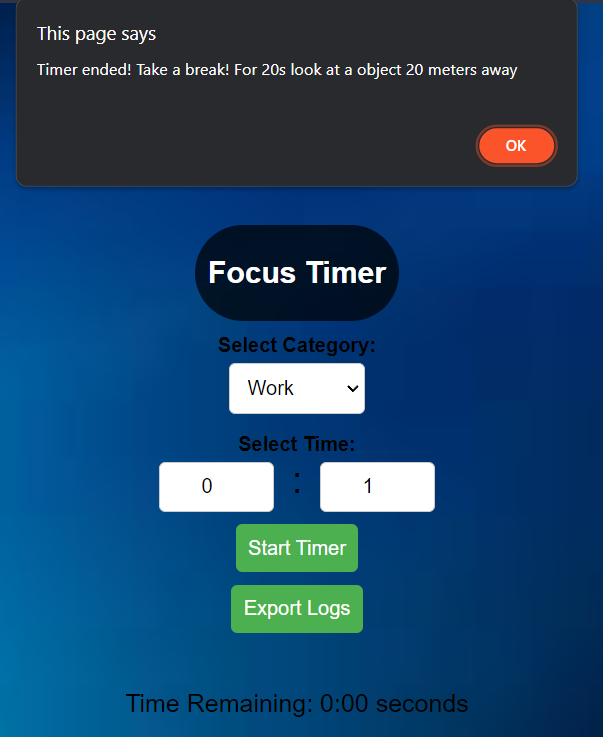 This page says
Timer ended! Take a break! For 20s look at a object 20 meters away
OK
Focus Timer
Select Category:
Work
Select Time:
0 : 1
Start Timer
Export Logs
Time Remaining: 0:00 seconds